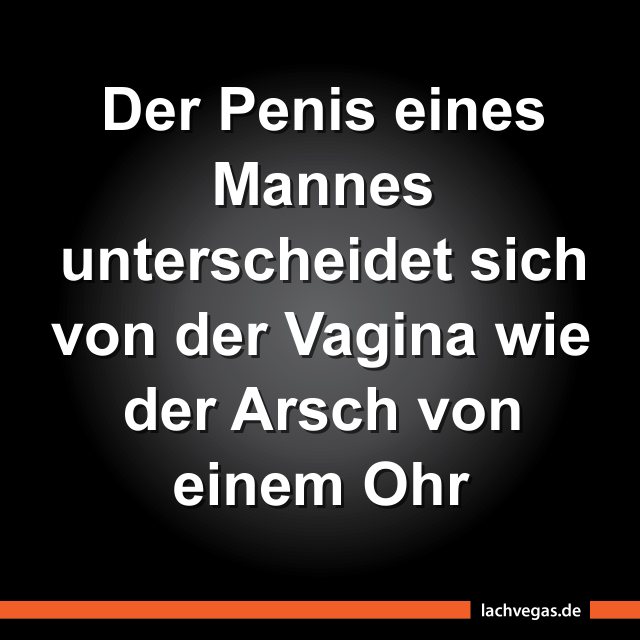 Der Penis eines
Mannes
unterscheidet sich
von der Vagina wie
der Arsch von
einem Ohr
lachvegas.de